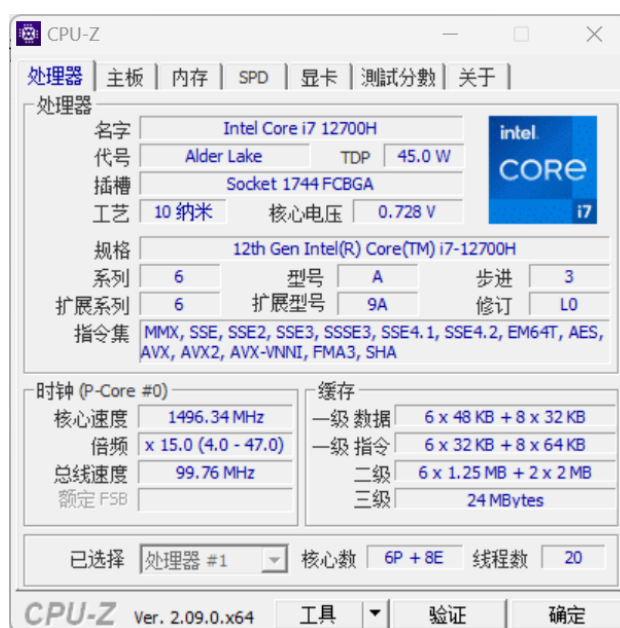 CPU-Z
处理器 主板 内存 SPD 显卡 測試分數 关于
处理器
名字 Intel Core i7 12700H
代号 Alder Lake TDP 45.0 W
插槽 Socket 1744 FCBGA
工艺 10 纳米 核心电压 0.728 V
intel.
CORe
i7
规格 12th Gen Intel(R) Core(TM) i7-12700H
系列 6 型号 A 步进 3
扩展系列 6 扩展型号 9A 修订 L0
指令集 MMX, SSE, SSE2, SSE3, SSSE3, SSE4.1, SSE4.2, EM64T, AES,
AVX, AVX2, AVX-VNNI, FMA3, SHA
时钟 (P-Core #0)
核心速度 1496.34 MHz
倍频 x 15.0 (4.0 - 47.0)
总线速度 99.76 MHz
额定 FSB
缓存
一级 数据 6 x 48 KB + 8 x 32 KB
一级 指令 6 x 32 KB + 8 x 64 KB
二级 6 x 1.25 MB + 2 x 2 MB
三级 24 MBytes
已选择 处理器 #1 核心数 6P + 8E 线程数 20
CPU-Z Ver. 2.09.0.x64 工具 验证 确定